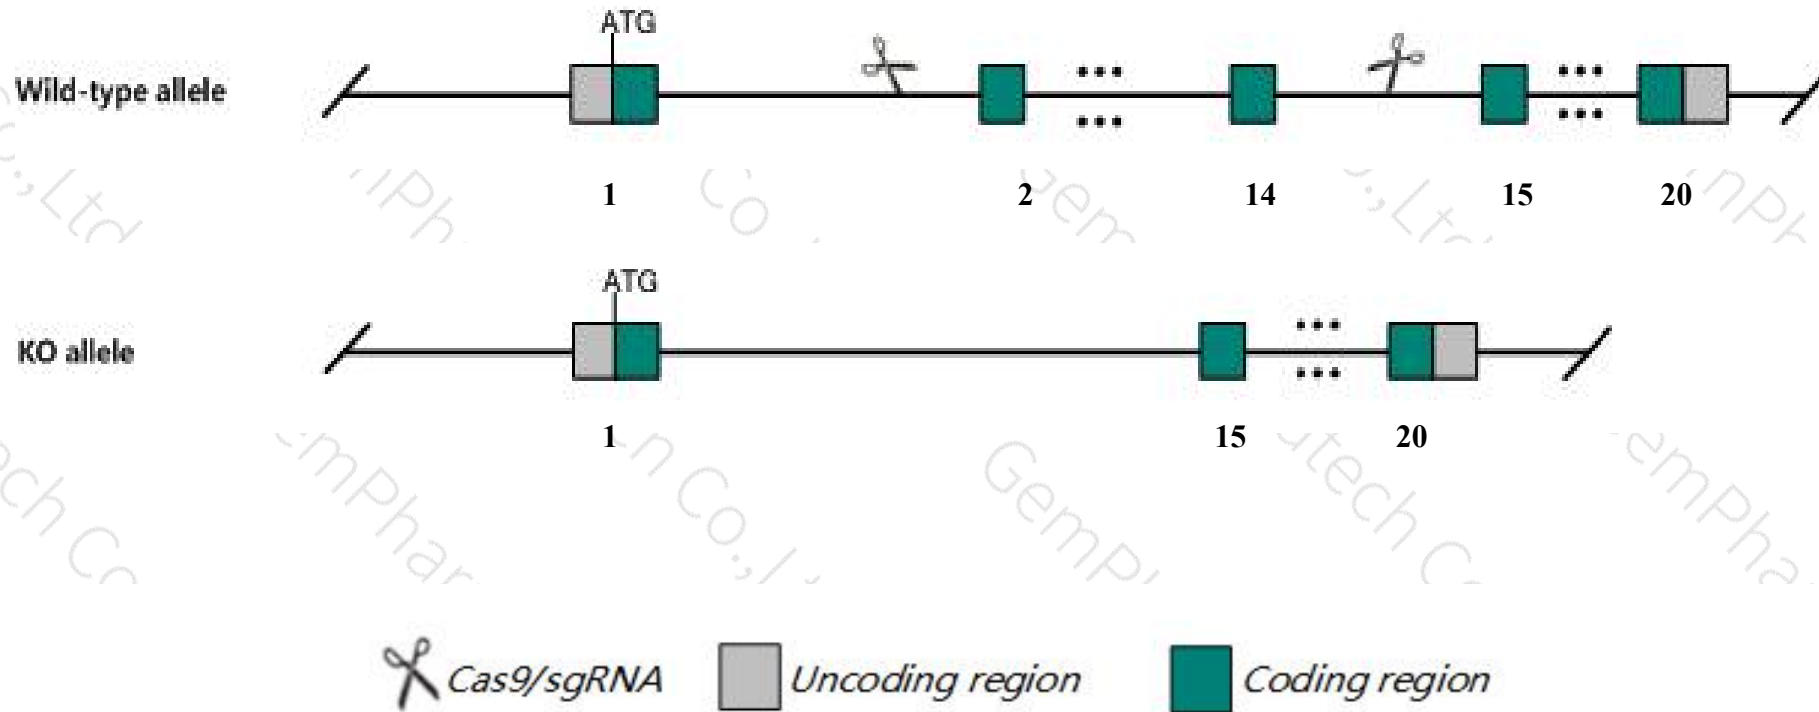 ATG
Wild-type allele
1 2 14 15 20
ATG
KO allele
1 15 20
Cas9/sgRNA Uncoding region Coding region